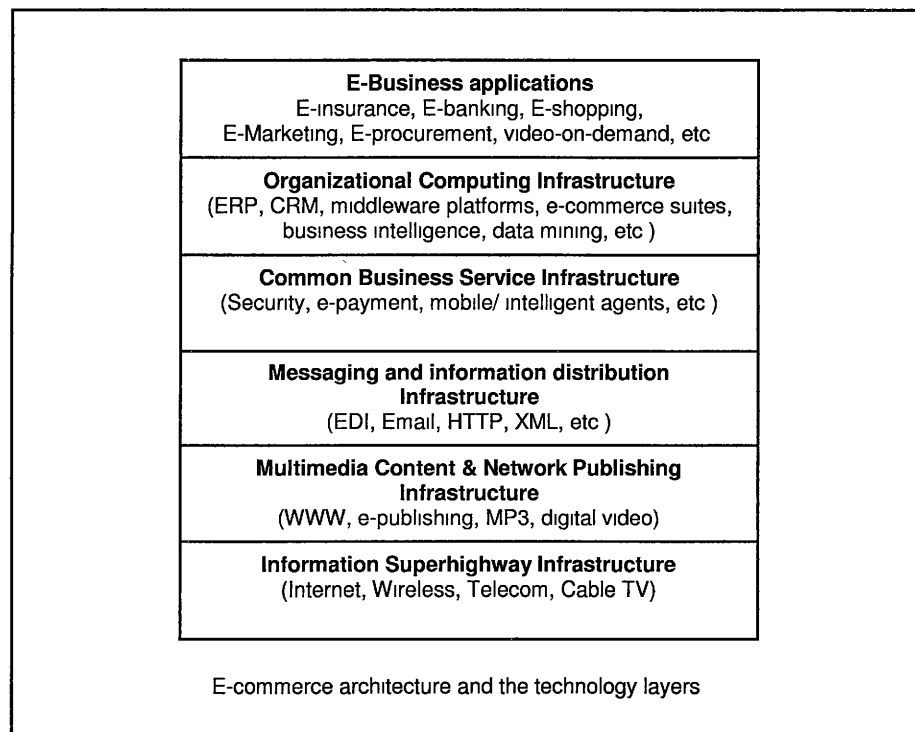 E-Business applications
E-insurance, E-banking, E-shopping,
E-Marketing, E-procurement, video-on-demand, etc
Organizational Computing Infrastructure
(ERP, CRM, middleware platforms, e-commerce suites,
business intelligence, data mining, etc )
Common Business Service Infrastructure
(Security, e-payment, mobile/ intelligent agents, etc )
Messaging and information distribution
Infrastructure
(EDI, Email, HTTP, XML, etc )
Multimedia Content & Network Publishing
Infrastructure
(WWW, e-publishing, MP3, digital video)
Information Superhighway Infrastructure
(Internet, Wireless, Telecom, Cable TV)
E-commerce architecture and the technology layers